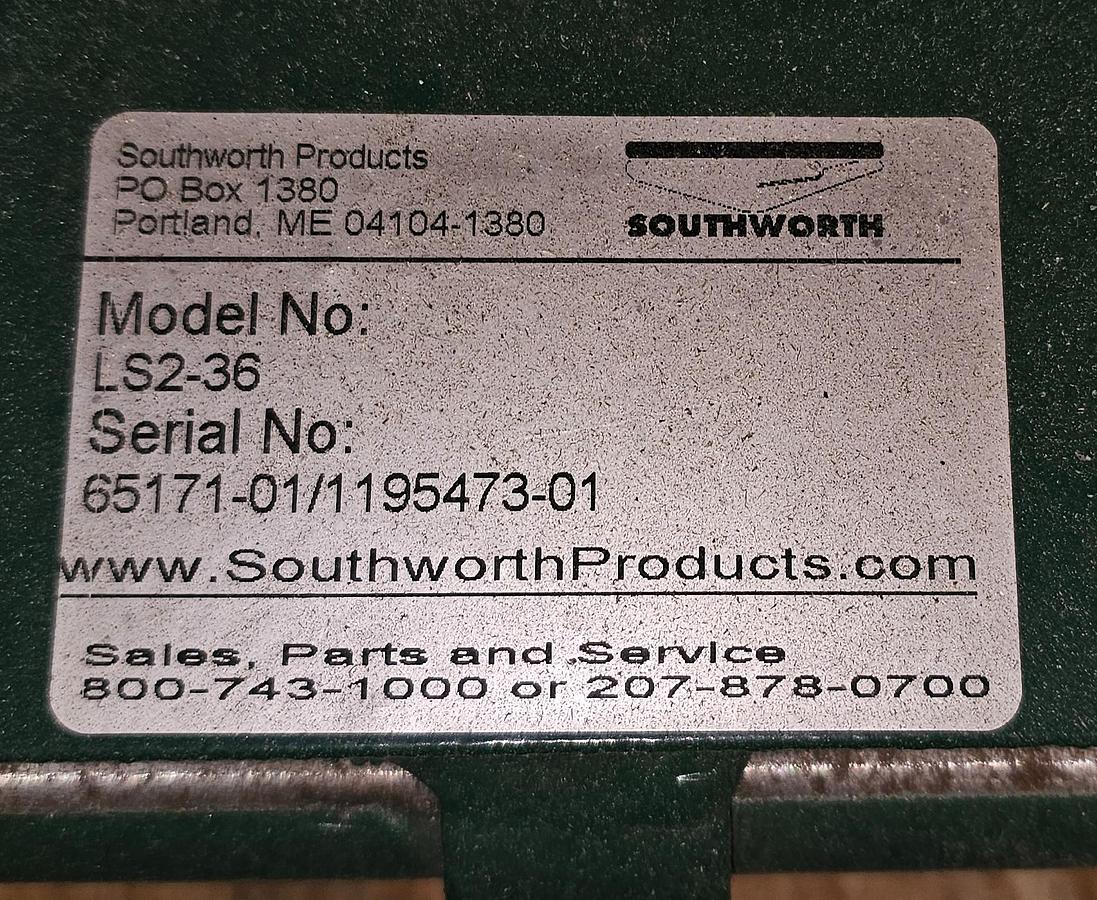 Southworth Products
PO Box 1380
Portland, ME 04104-1380
SOUTHWORTH
Model No:
LS2-36
Serial No:
65171-01/1195473-01
www.SouthworthProducts.com
Sales, Parts and Service
800-743-1000 or 207-878-0700